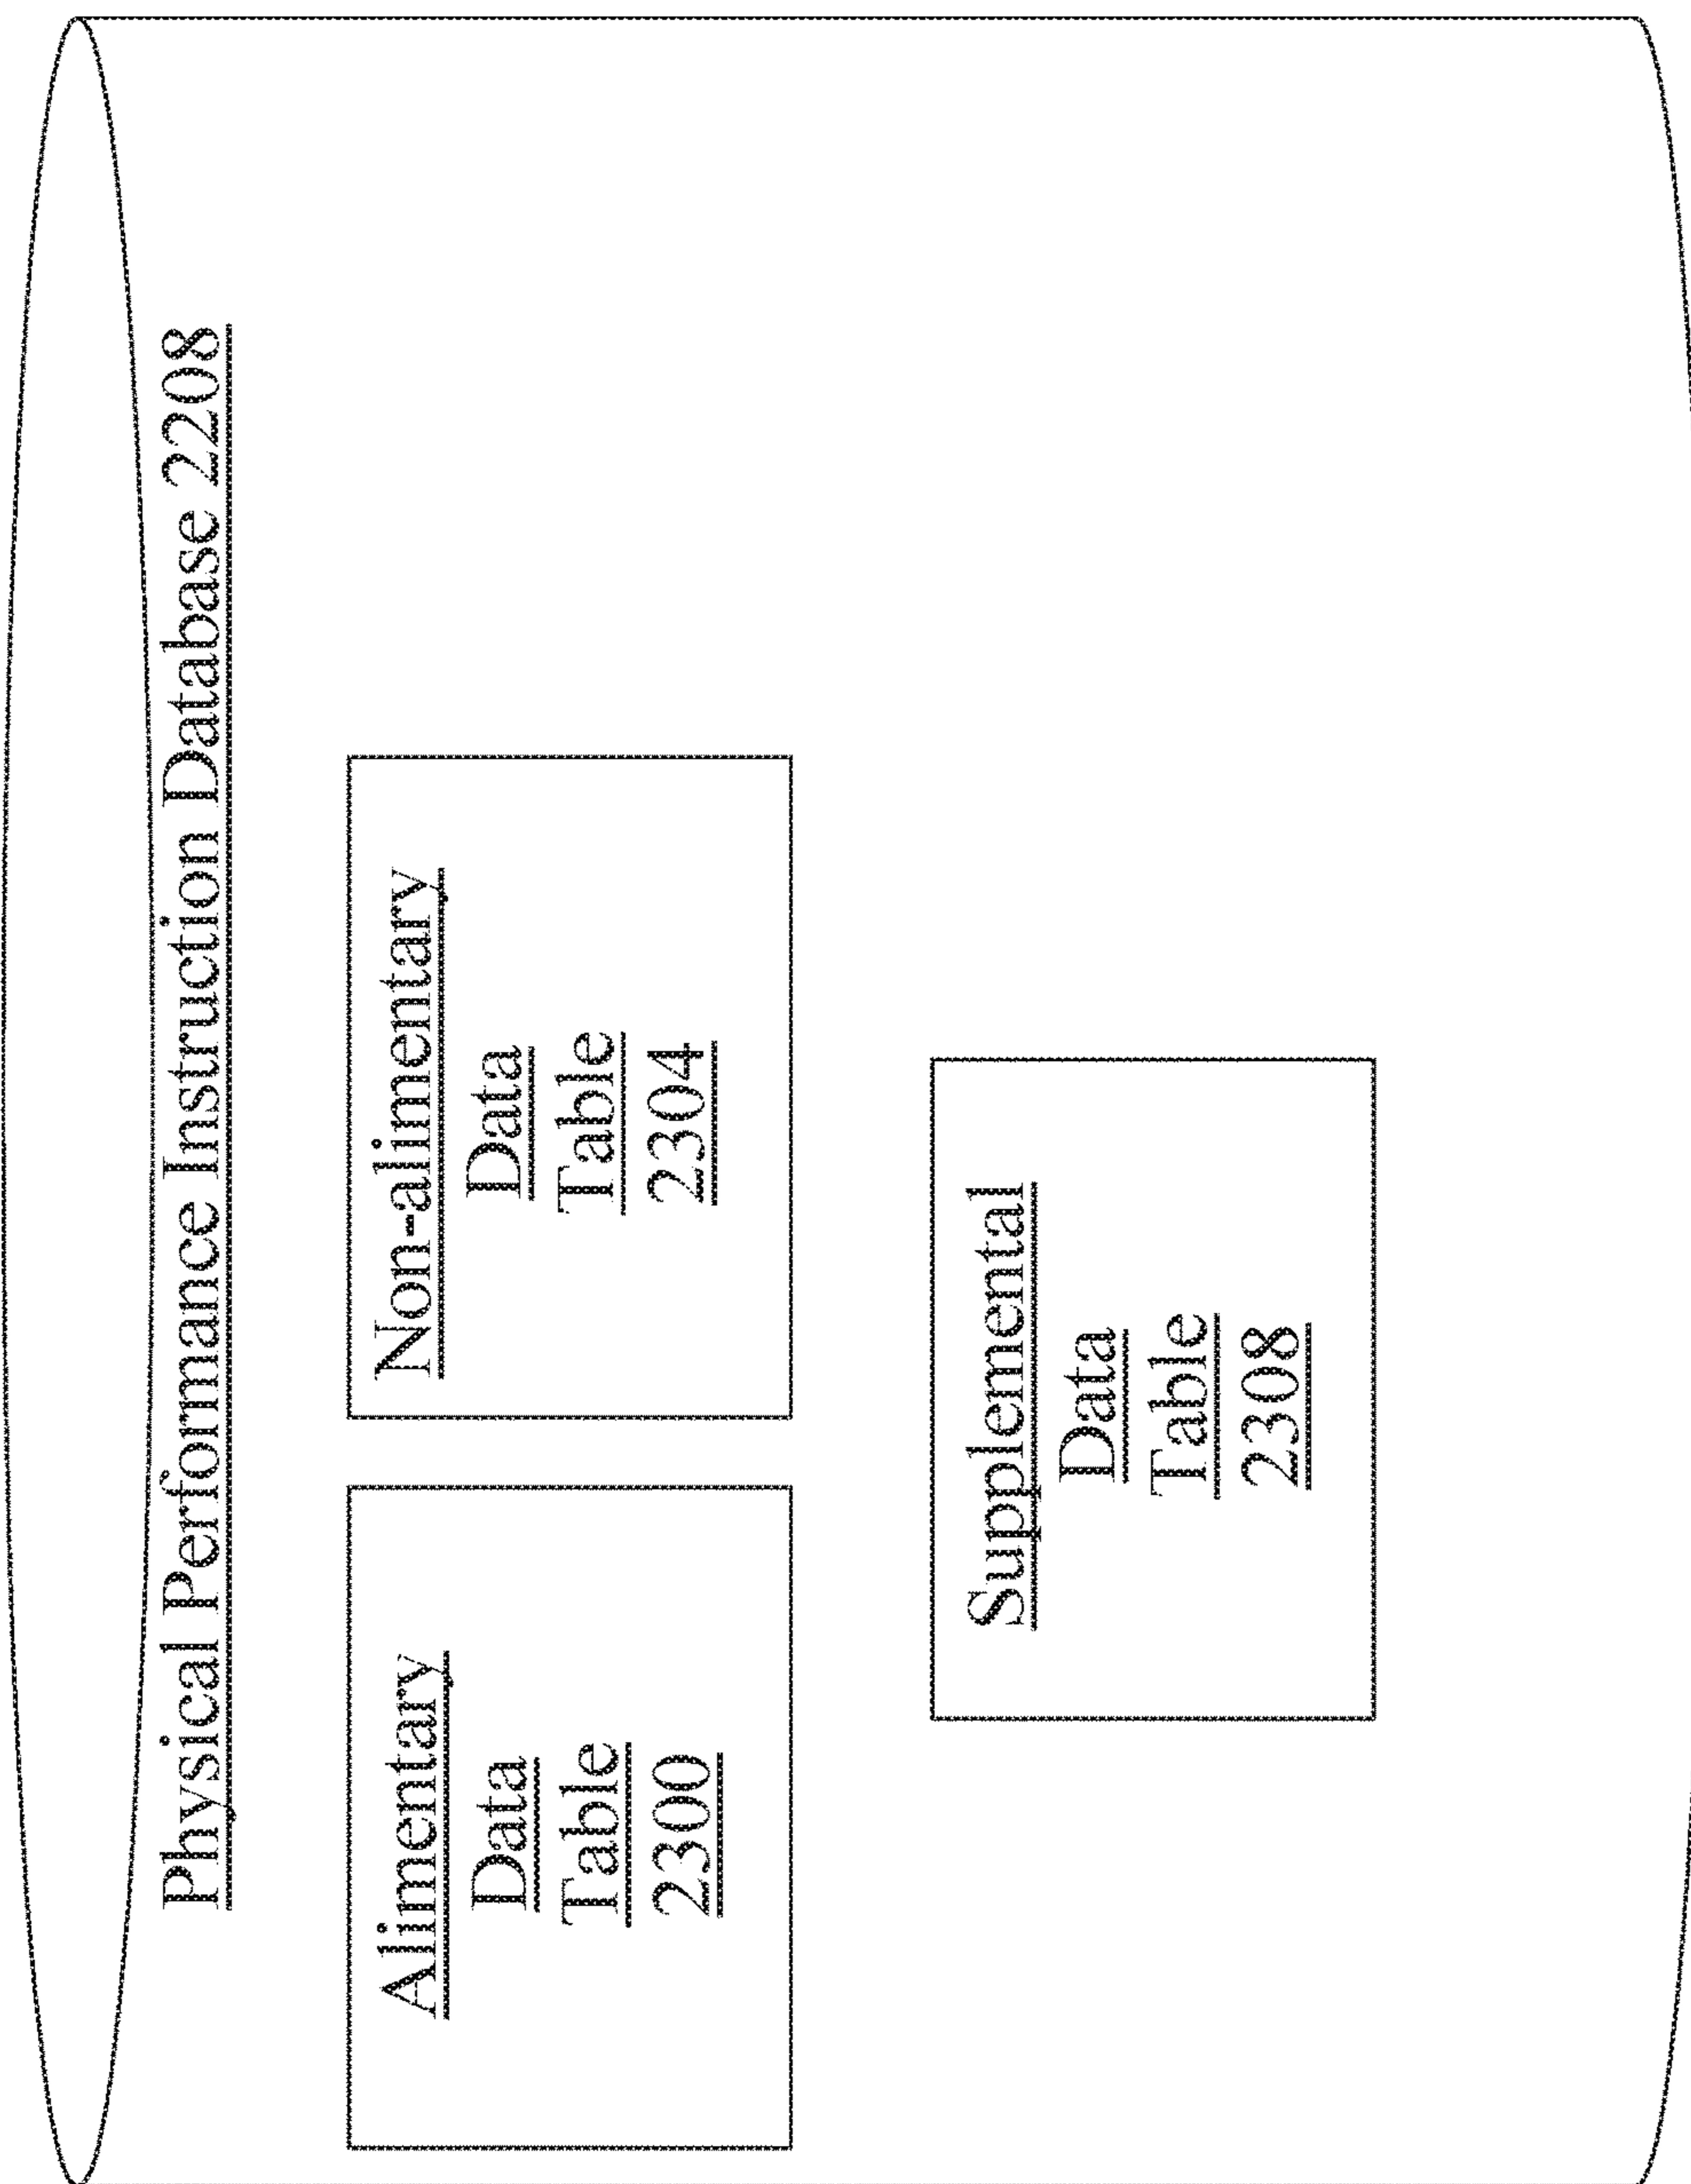 Physical Performance Instruction Database 2208
Alimentary
Data
Table
2300
Non-alimentary
Data
Table
2304
Supplemental
Data
Table
2308